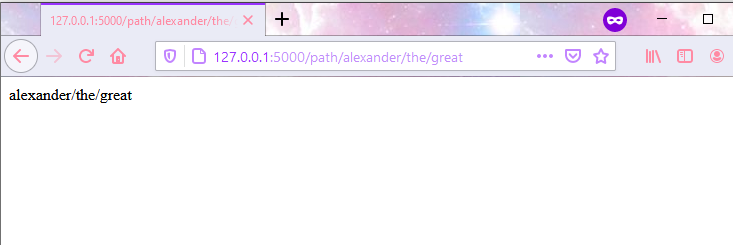 127.0.0.1:5000/path/alexander/the/
127.0.0.1:5000/path/alexander/the/great
alexander/the/great